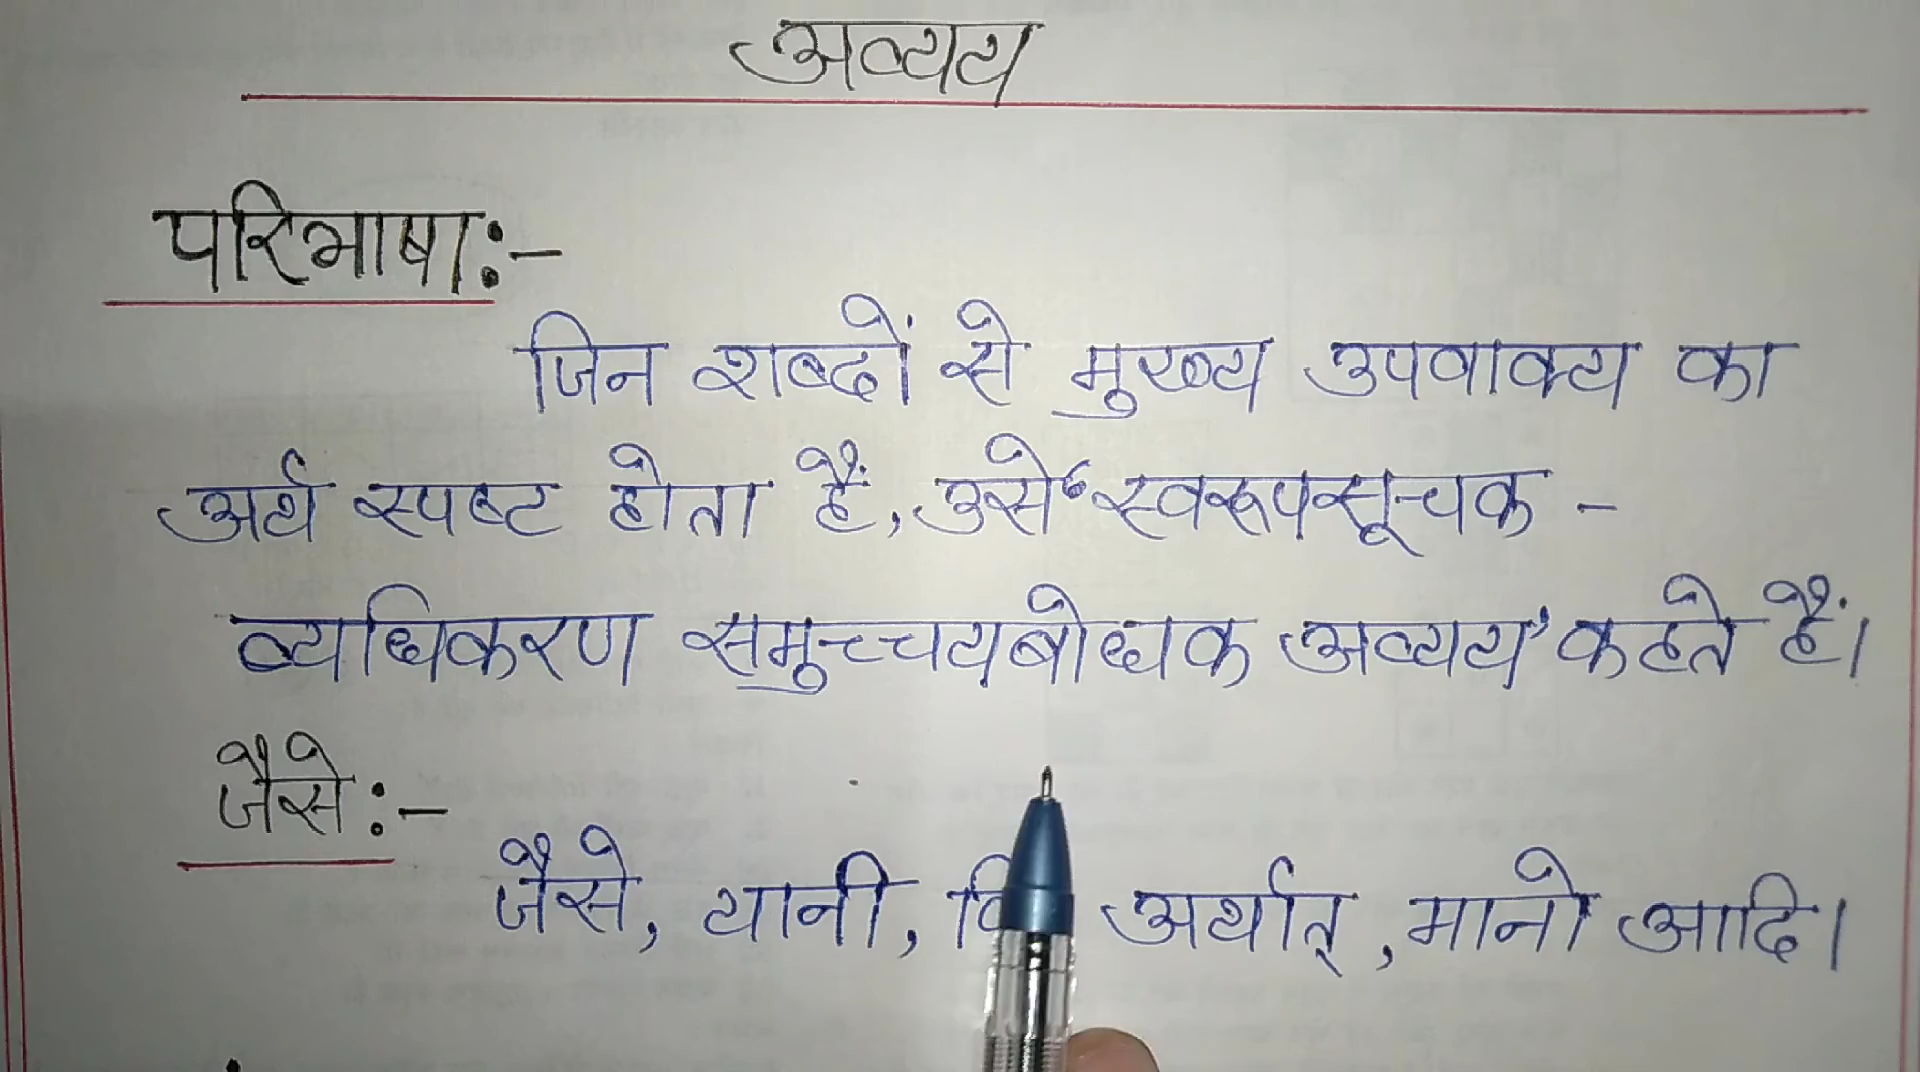 अव्यय
परिभाषा:-
जिन शब्दों से मुख्य उपवाक्य का
अर्थ स्पष्ट होता है, उसे ‘स्वरूपसूचक -
व्यधिकरण समुच्चयबोधक अव्यय’ कहते हैं।
जैसे:-
जैसे, यानी, अर्थात्, मानो आदि।